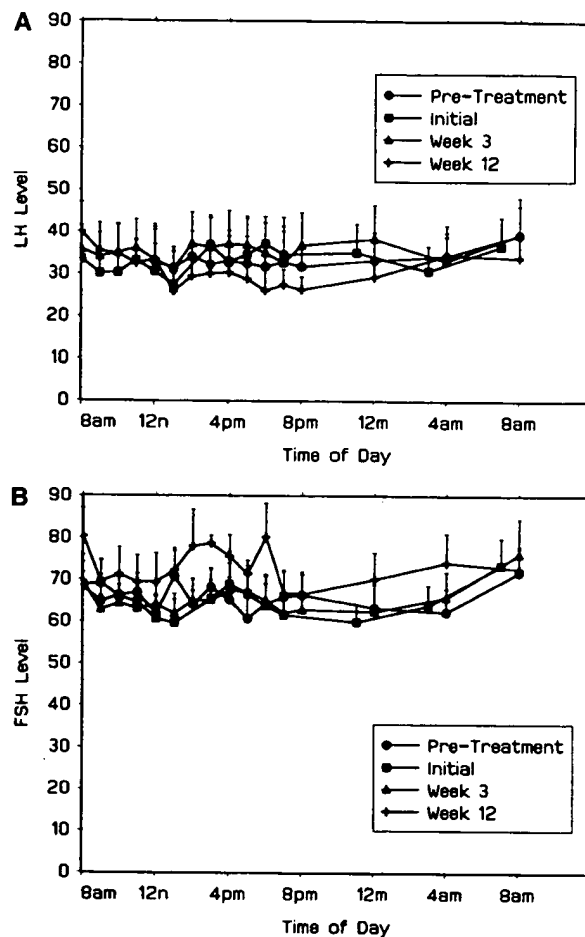 A
90
80
70
60
50
40
30
20
10
0
LH Level
Pre-Treatment
Initial
Week 3
Week 12
8am 12n 4pm 8pm 12m 4am 8am
Time of Day
B
90
80
70
60
50
40
30
20
10
0
FSH Level
Pre-Treatment
Initial
Week 3
Week 12
8am 12n 4pm 8pm 12m 4am 8am
Time of Day